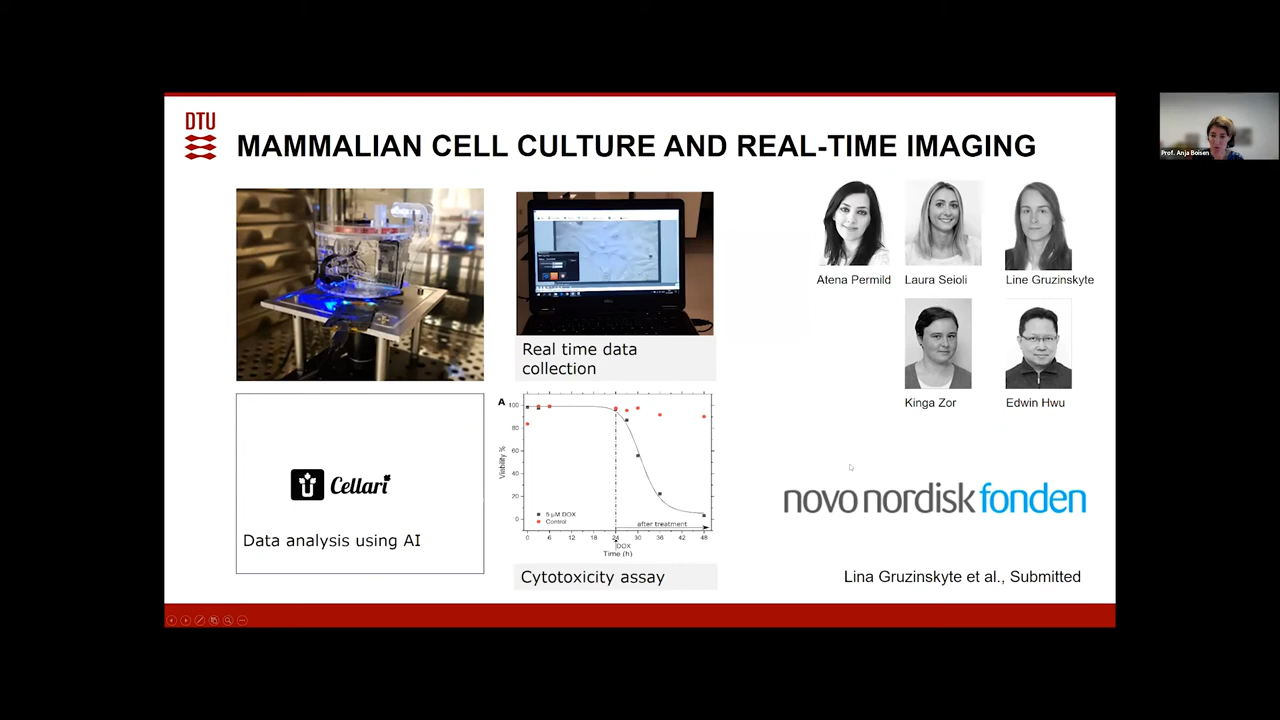 DTU
MAMMALIAN CELL CULTURE AND REAL-TIME IMAGING
Prof. Anja Boisen
Atena Permild
Laura Seioli
Line Gruzinskyte
Real time data
collection
Kinga Zor
Edwin Hwu
Cellari
Data analysis using AI
A
Viability %
100
80
60
40
20
0
5 µM DOX
Control
after treatment
0 6 12 18 24 30 36 42 48
DOX
Time (h)
Cytotoxicity assay
novo nordisk fonden
Lina Gruzinskyte et al., Submitted